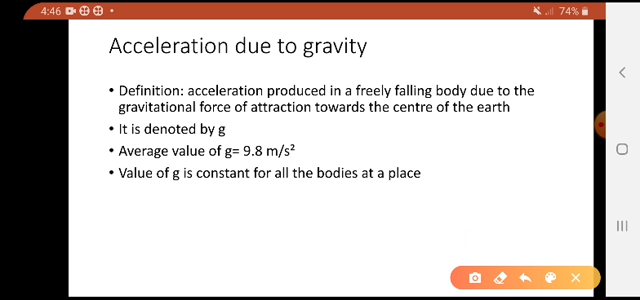 4:46
74%
Acceleration due to gravity
• Definition: acceleration produced in a freely falling body due to the
gravitational force of attraction towards the centre of the earth
• It is denoted by g
• Average value of g= 9.8 m/s²
• Value of g is constant for all the bodies at a place